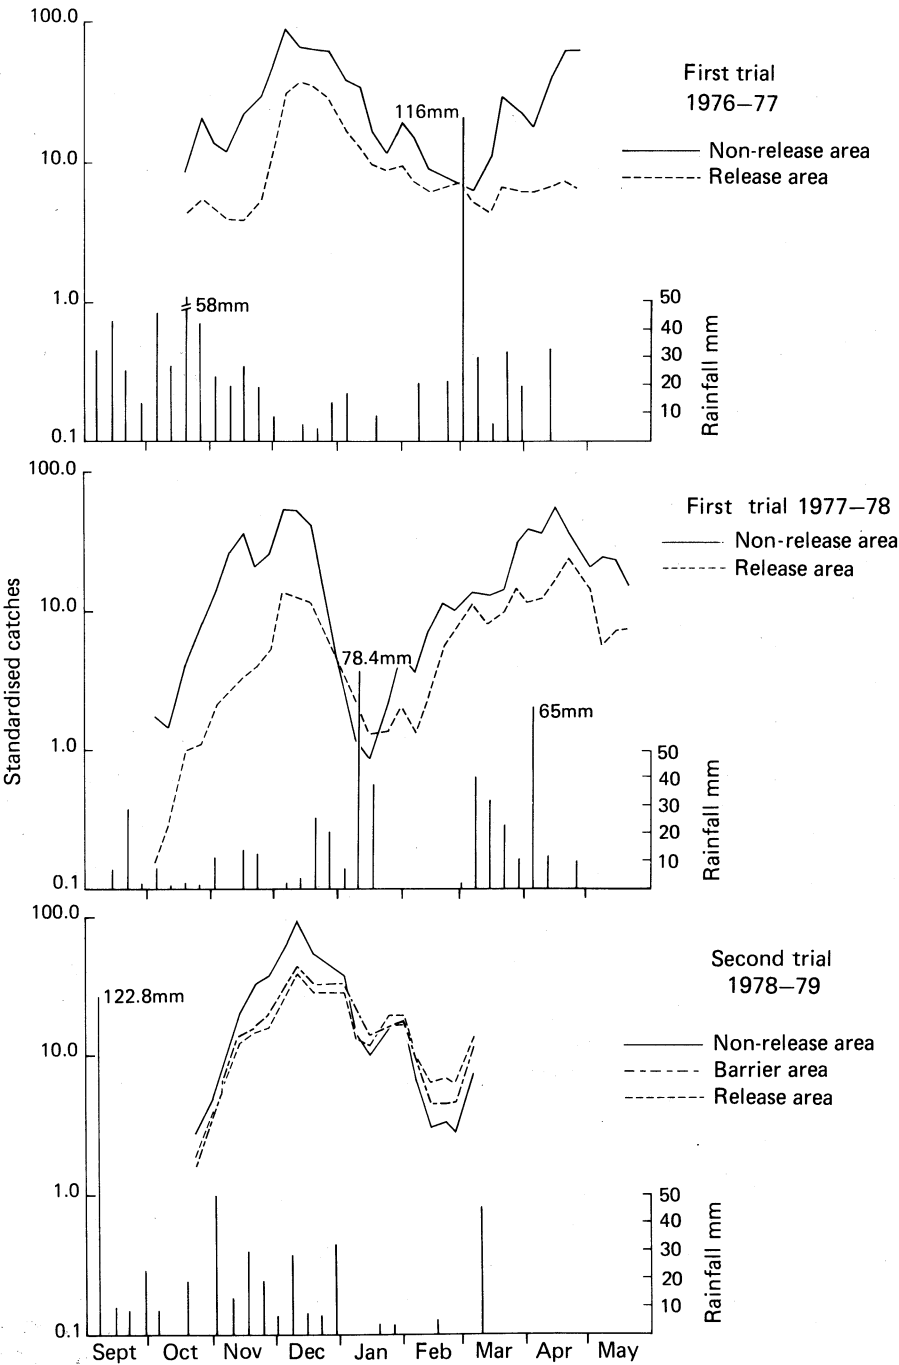 100.0
10.0
1.0
0.1
116mm
58mm
First trial
1976–77
Non-release area
Release area
50
40
30
20
10
Rainfall mm
Standardised catches
100.0
10.0
1.0
0.1
78.4mm
65mm
First trial 1977–78
Non-release area
Release area
50
40
30
20
10
Rainfall mm
100.0
10.0
1.0
0.1
122.8mm
Second trial
1978–79
Non-release area
Barrier area
Release area
50
40
30
20
10
Rainfall mm
Sept Oct Nov Dec Jan Feb Mar Apr May